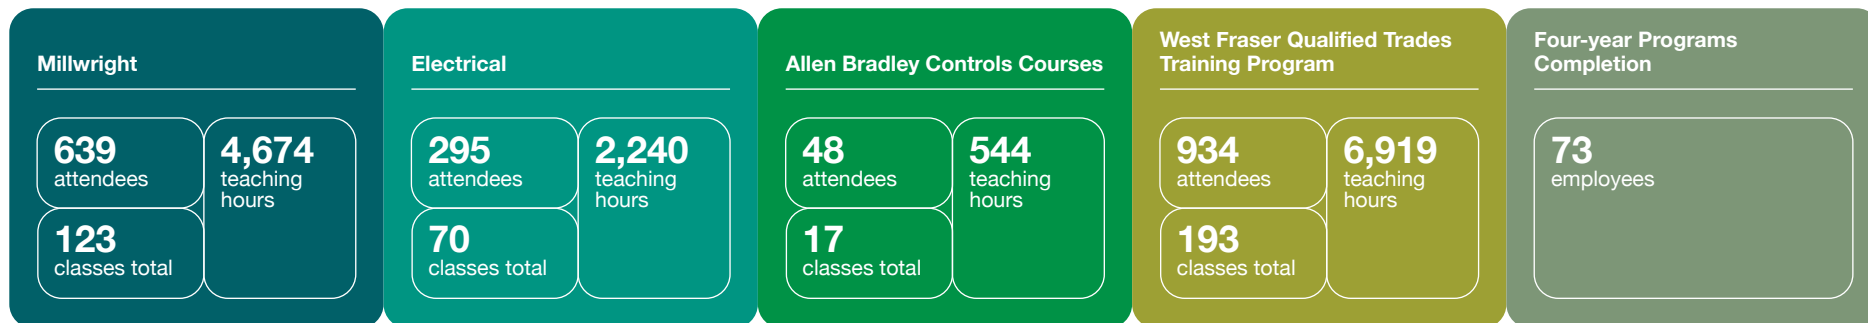 Millwright
639
attendees
4,674
teaching
hours
123
classes total
Electrical
295
attendees
2,240
teaching
hours
70
classes total
Allen Bradley Controls Courses
48
attendees
544
teaching
hours
17
classes total
West Fraser Qualified Trades
Training Program
934
attendees
6,919
teaching
hours
193
classes total
Four-year Programs
Completion
73
employees